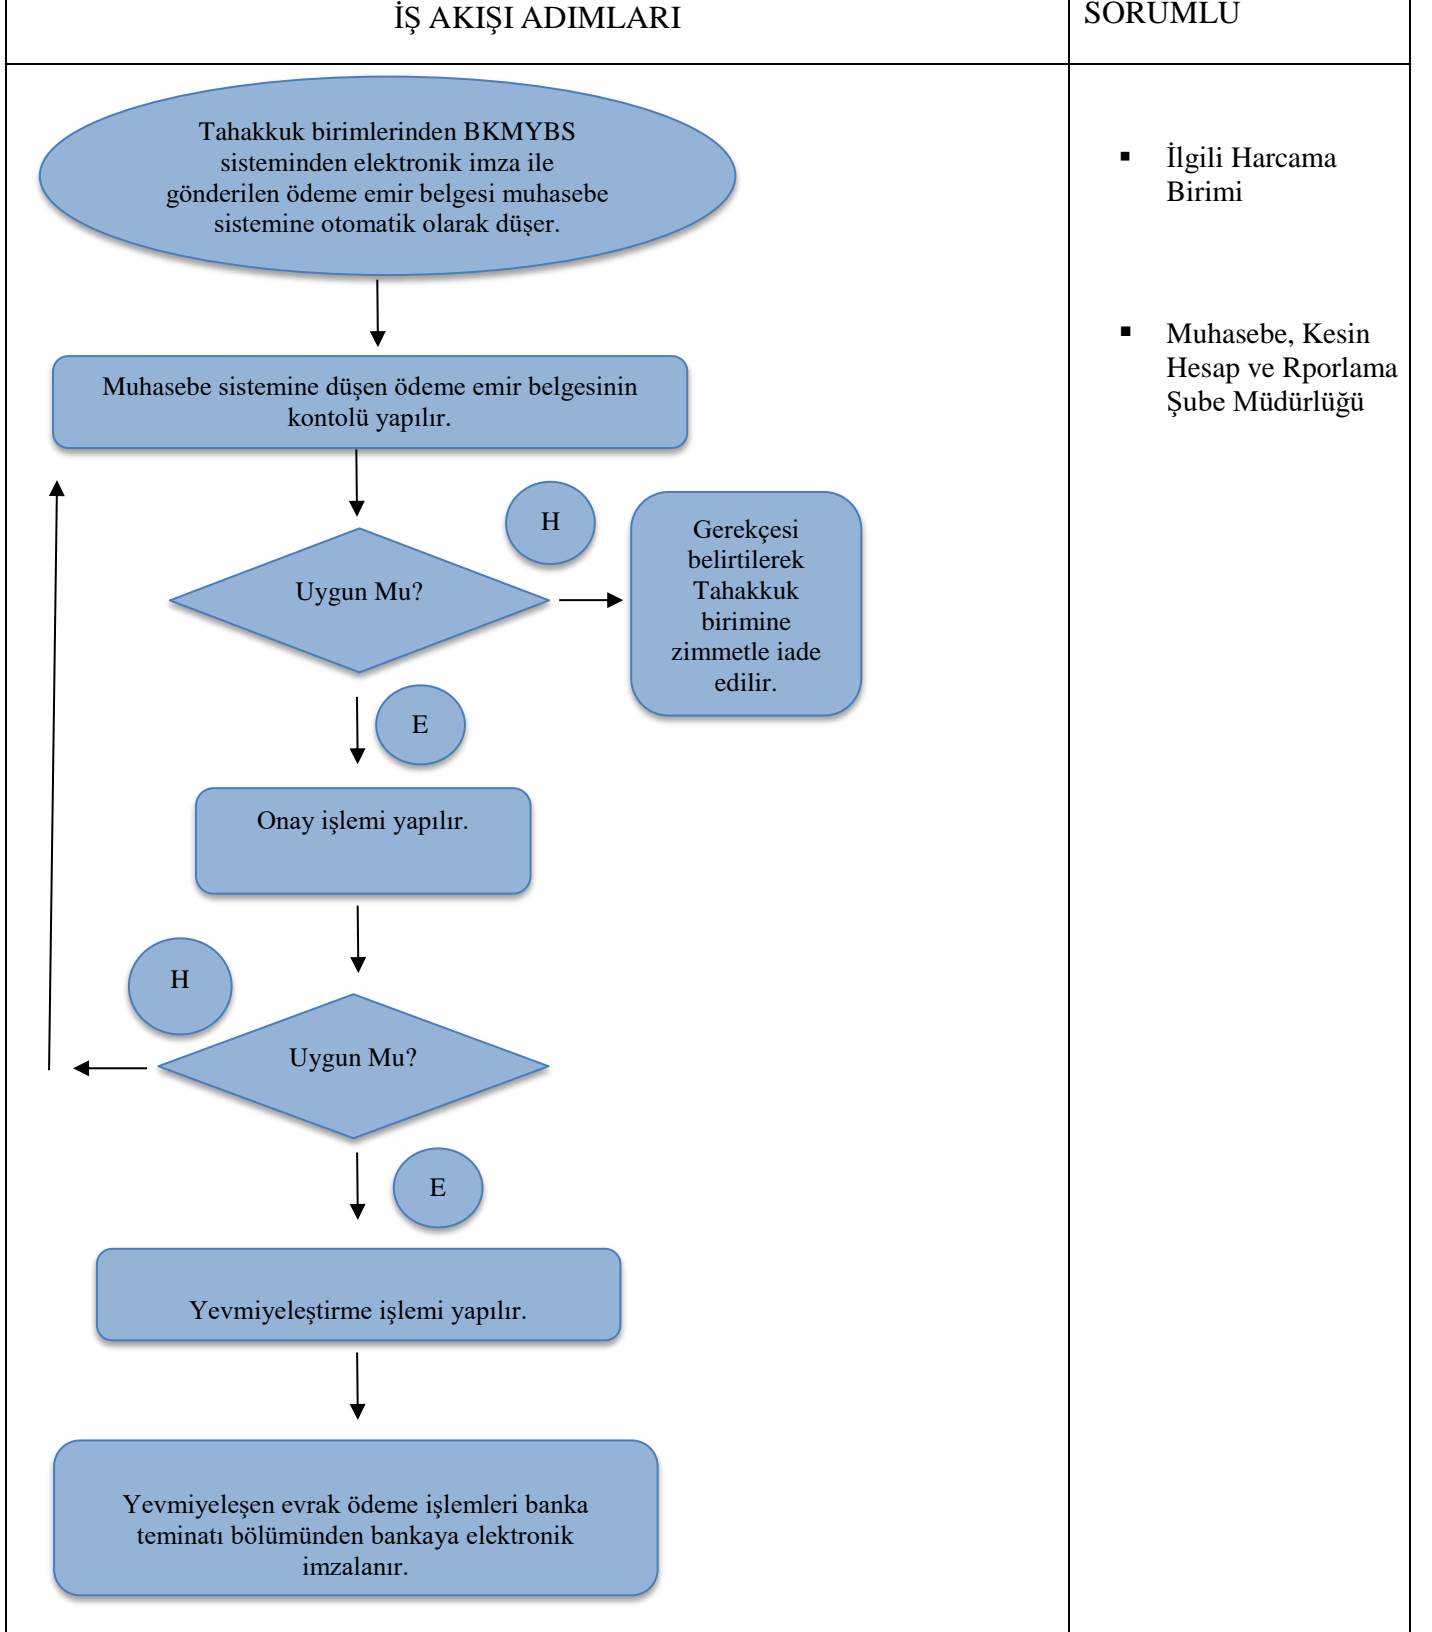 İŞ AKIŞI ADIMLARI
SORUMLU
Tahakkuk birimlerinden BKMYBS
sisteminden elektronik imza ile
gönderilen ödeme emir belgesi muhasebe
sistemine otomatik olarak düşer.
▪ İlgili Harcama
Birimi
▪ Muhasebe, Kesin
Hesap ve Rporlama
Şube Müdürlüğü
Muhasebe sistemine düşen ödeme emir belgesinin
kontolü yapılır.
H
Gerekçesi
belirtilerek
Tahakkuk
birimine
zimmetle iade
edilir.
Uygun Mu?
E
Onay işlemi yapılır.
H
Uygun Mu?
E
Yevmiyeleştirme işlemi yapılır.
Yevmiyeleşen evrak ödeme işlemleri banka
teminatı bölümünden bankaya elektronik
imzalanır.